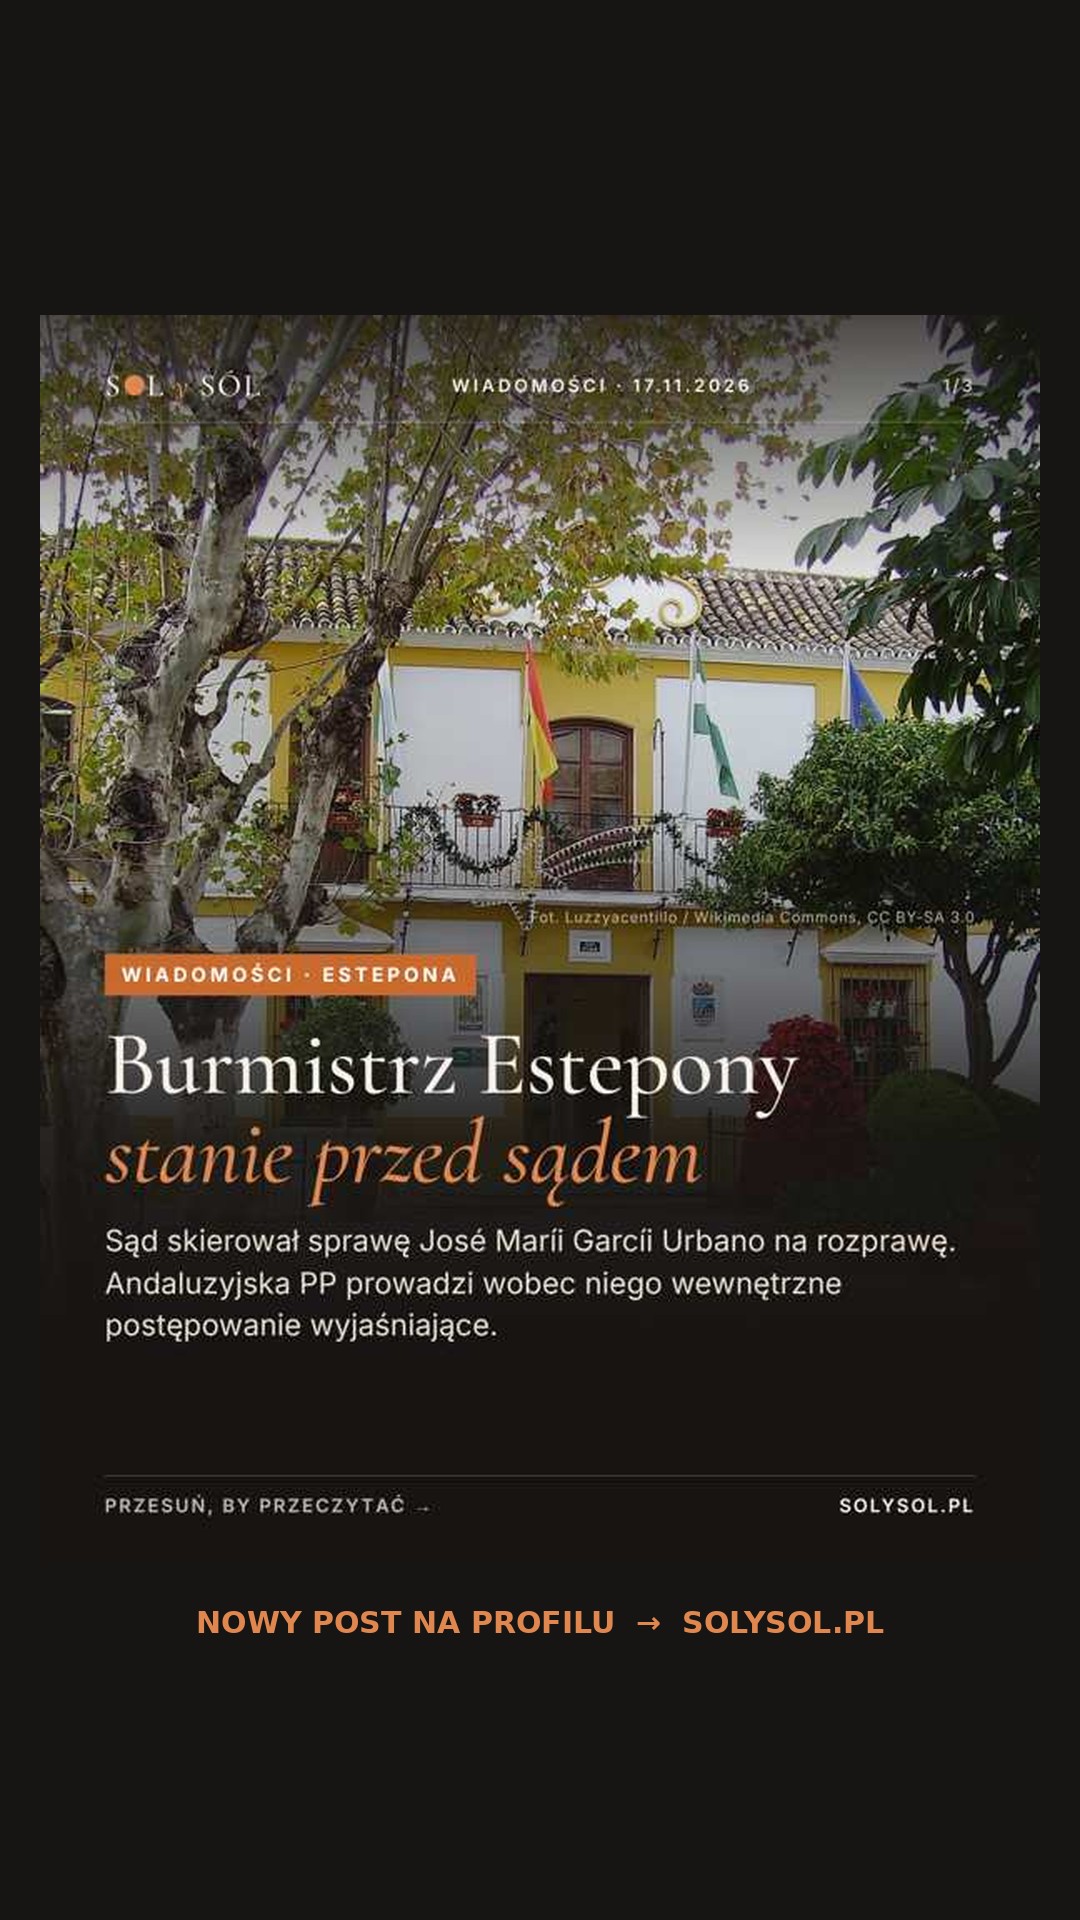 SOL y SÓL
WIADOMOŚCI · 17.11.2026
1/3
Fot. Luzzyacentillo / Wikimedia Commons, CC BY-SA 3.0
WIADOMOŚCI · ESTEPONA
Burmistrz Estepony
stanie przed sądem
Sąd skierował sprawę José Maríi Garcíi Urbano na rozprawę.
Andaluzyjska PP prowadzi wobec niego wewnętrzne
postępowanie wyjaśniające.
PRZESUŃ, BY PRZECZYTAĆ →
SOLYSOL.PL
NOWY POST NA PROFILU → SOLYSOL.PL